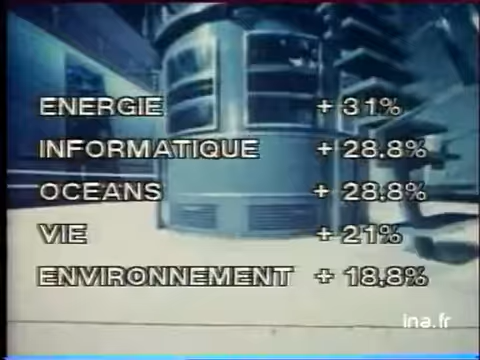 ENERGIE + 31%
INFORMATIQUE + 28.8%
OCEANS + 28.8%
VIE + 21%
ENVIRONNEMENT + 18.8%
ina.fr